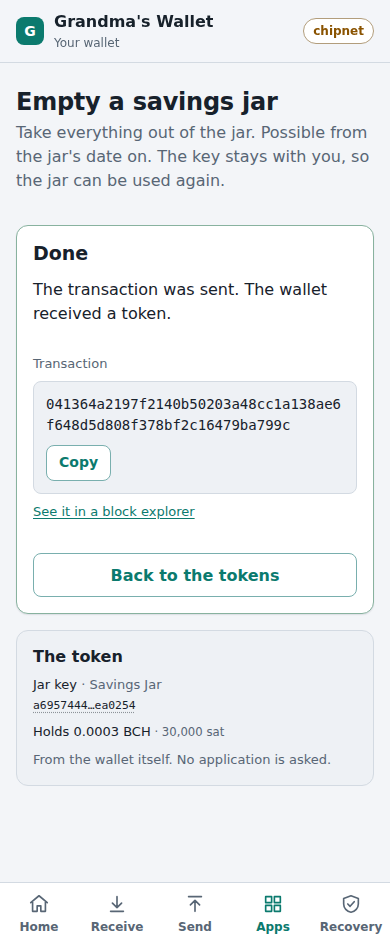 G
Grandma's Wallet
Your wallet
chipnet
Empty a savings jar
Take everything out of the jar. Possible from
the jar's date on. The key stays with you, so
the jar can be used again.
Done
The transaction was sent. The wallet
received a token.
Transaction
041364a2197f2140b50203a48cc1a138ae6
f648d5d808f378bf2c16479ba799c
Copy
See it in a block explorer
Back to the tokens
The token
Jar key · Savings Jar
a6957444…ea0254
Holds 0.0003 BCH · 30,000 sat
From the wallet itself. No application is asked.
Home
Receive
Send
Apps
Recovery